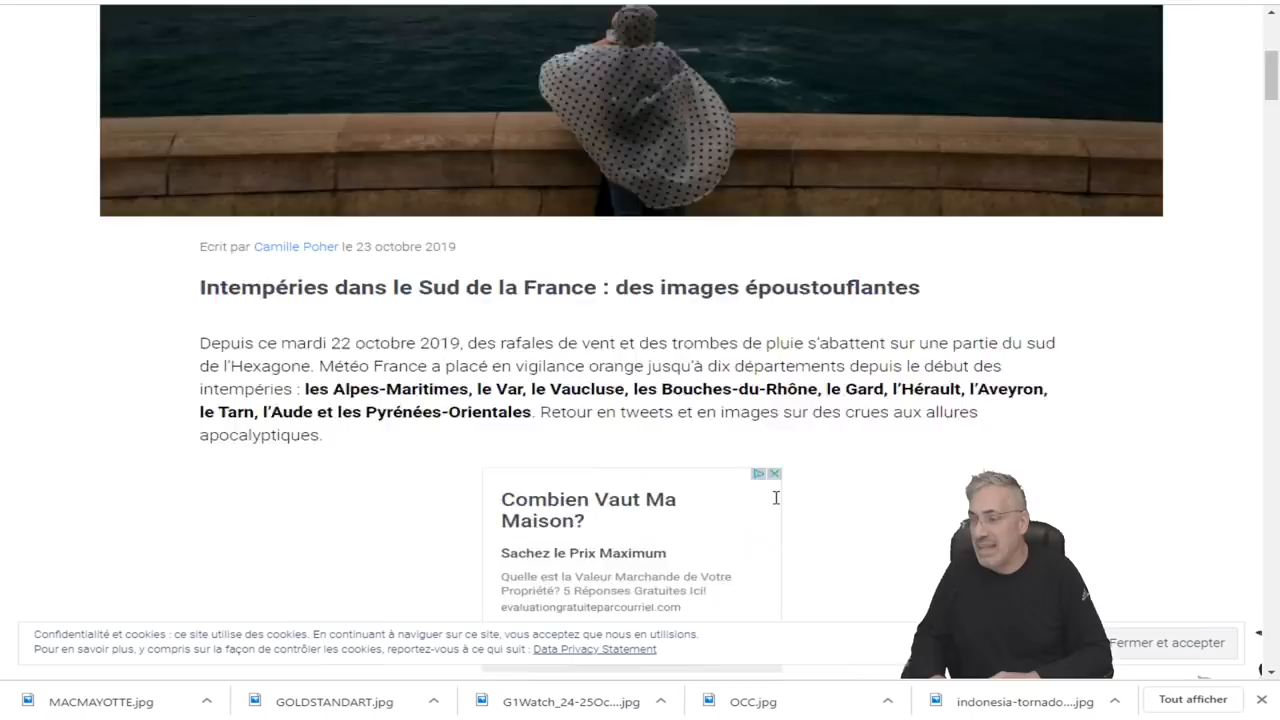 Ecrit par Camille Poher le 23 octobre 2019
Intempéries dans le Sud de la France : des images époustouflantes
Depuis ce mardi 22 octobre 2019, des rafales de vent et des trombes de pluie s’abattent sur une partie du sud
de l’Hexagone. Météo France a placé en vigilance orange jusqu’à dix départements depuis le début des
intempéries : les Alpes-Maritimes, le Var, le Vaucluse, les Bouches-du-Rhône, le Gard, l’Hérault, l’Aveyron,
le Tarn, l’Aude et les Pyrénées-Orientales. Retour en tweets et en images sur des crues aux allures
apocalyptiques.
Combien Vaut Ma
Maison?
Sachez le Prix Maximum
Quelle est la Valeur Marchande de Votre
Propriété? 5 Réponses Gratuites Ici!
evaluationgratuiteparcourriel.com
Confidentialité et cookies : ce site utilise des cookies. En continuant à naviguer sur ce site, vous acceptez que nous en utilisions.
Pour en savoir plus, y compris sur la façon de contrôler les cookies, reportez-vous à ce qui suit : Data Privacy Statement
Fermer et accepter
MACMAYOTTE.jpg
GOLDSTANDART.jpg
G1Watch_24-25Oc....jpg
OCC.jpg
indonesia-tornado....jpg
Tout afficher